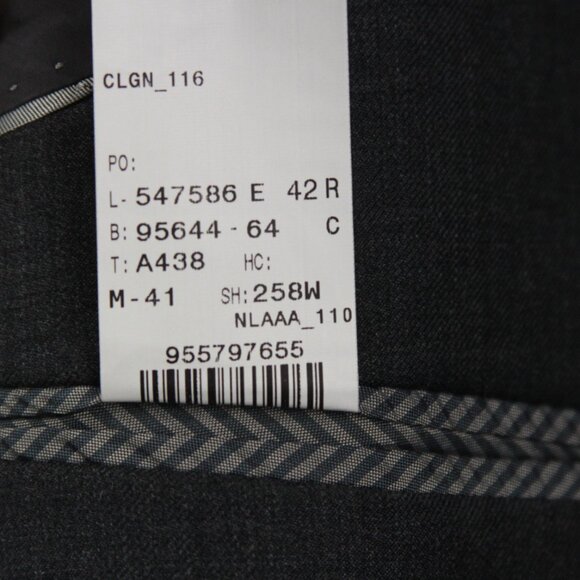 CLGN_116
PO:
L-547586 E 42R
B: 95644-64 C
T: A438 HC:
M-41 SH: 258W
NLAAA_110
955797655